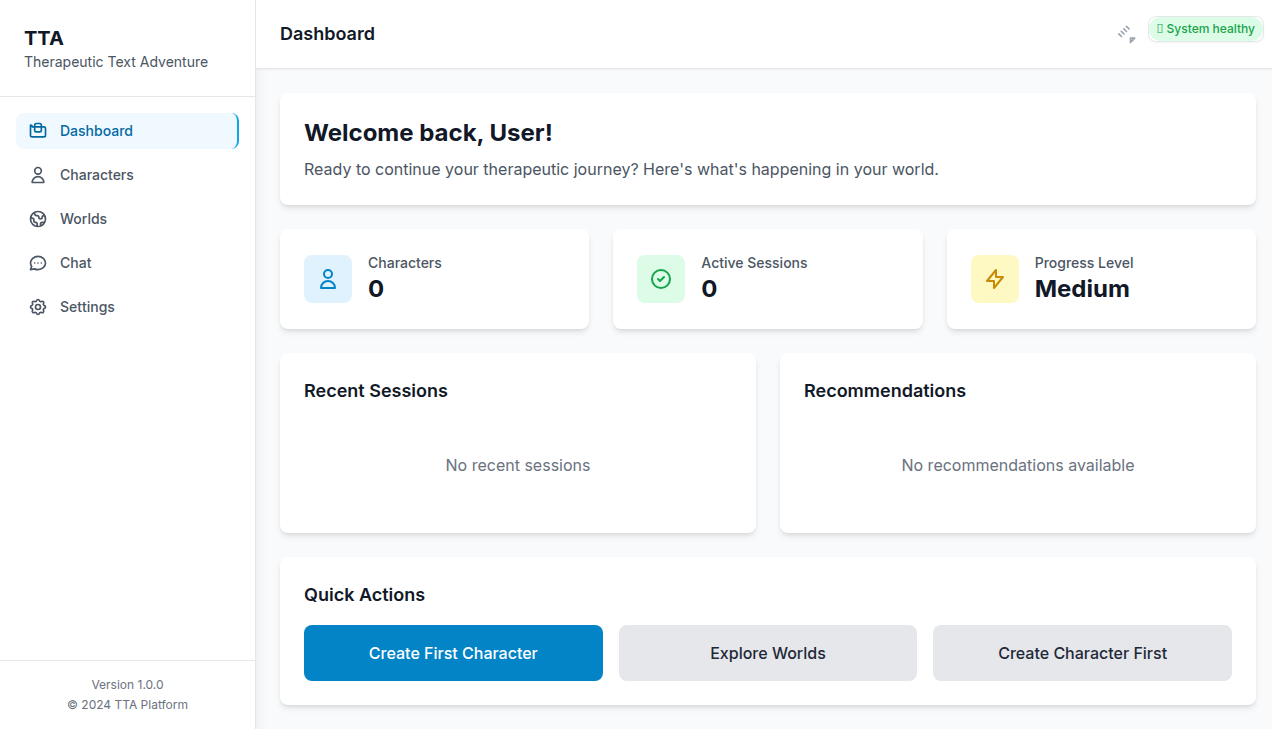 TTA
Therapeutic Text Adventure
Dashboard
Characters
Worlds
Chat
Settings
Version 1.0.0
© 2024 TTA Platform
Dashboard
System healthy
Welcome back, User!
Ready to continue your therapeutic journey? Here's what's happening in your world.
Characters
0
Active Sessions
0
Progress Level
Medium
Recent Sessions
No recent sessions
Recommendations
No recommendations available
Quick Actions
Create First Character
Explore Worlds
Create Character First